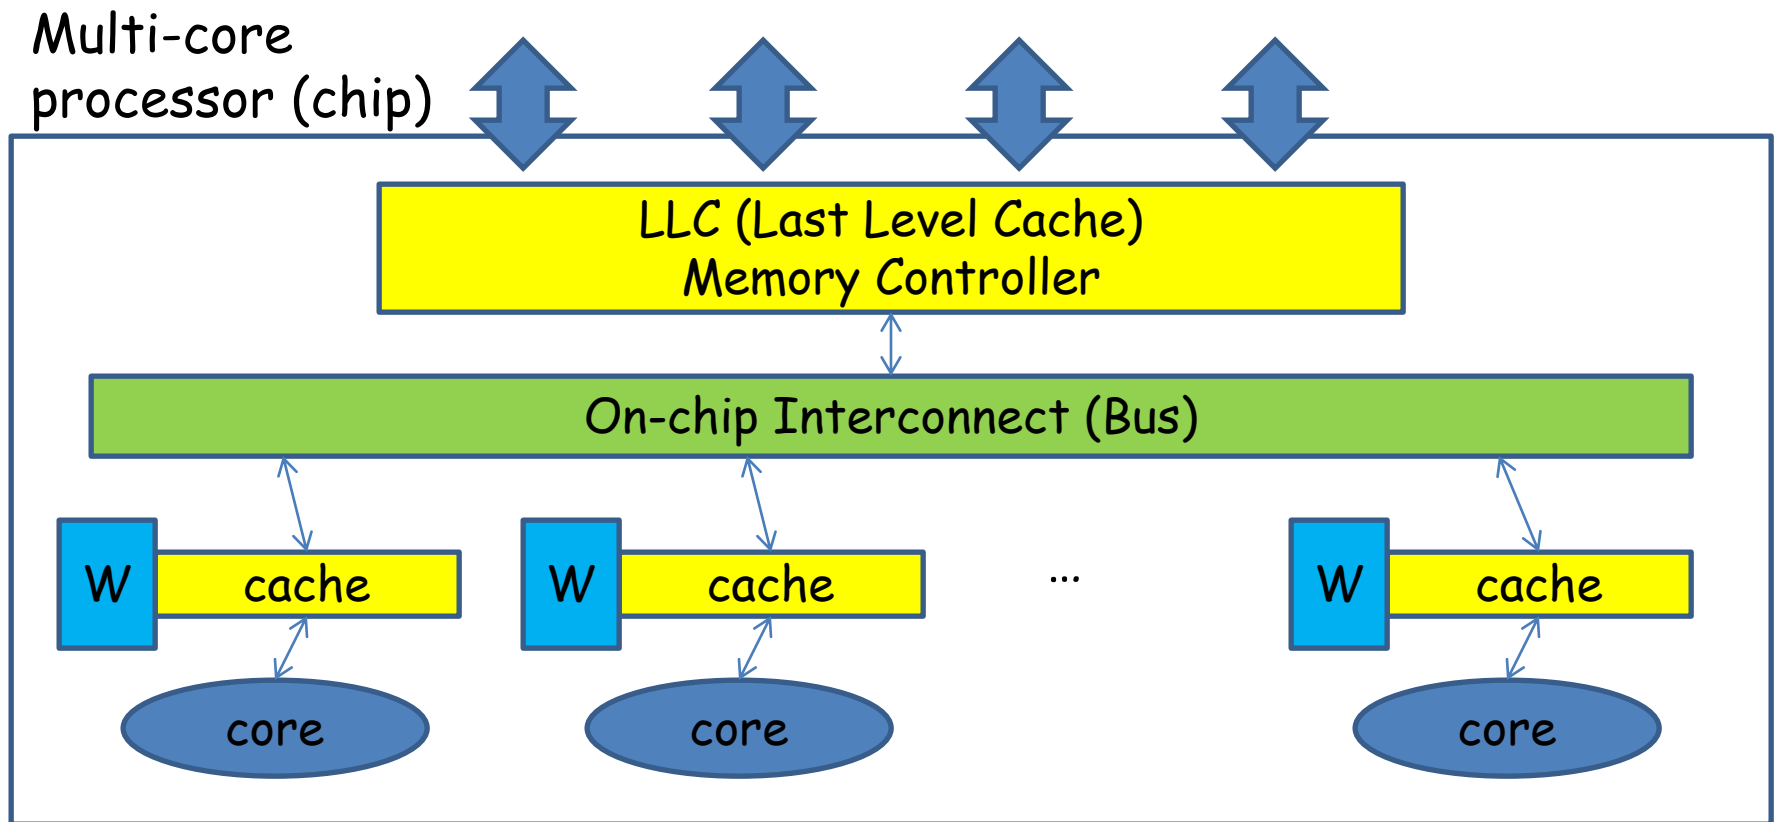 Multi-core
processor (chip)
LLC (Last Level Cache)
Memory Controller
On-chip Interconnect (Bus)
W cache W cache ... W cache
core core core